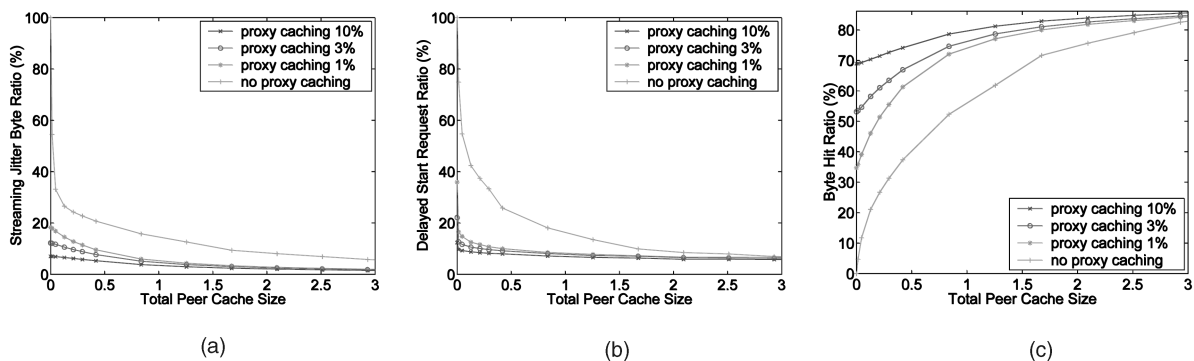 Streaming Jitter Byte Ratio (%)
100
80
60
40
20
0
0 0.5 1 1.5 2 2.5 3
Total Peer Cache Size
proxy caching 10%
proxy caching 3%
proxy caching 1%
no proxy caching
(a)
Delayed Start Request Ratio (%)
100
80
60
40
20
0
0 0.5 1 1.5 2 2.5 3
Total Peer Cache Size
proxy caching 10%
proxy caching 3%
proxy caching 1%
no proxy caching
(b)
Byte Hit Ratio (%)
80
70
60
50
40
30
20
10
0
0 0.5 1 1.5 2 2.5 3
Total Peer Cache Size
proxy caching 10%
proxy caching 3%
proxy caching 1%
no proxy caching
(c)